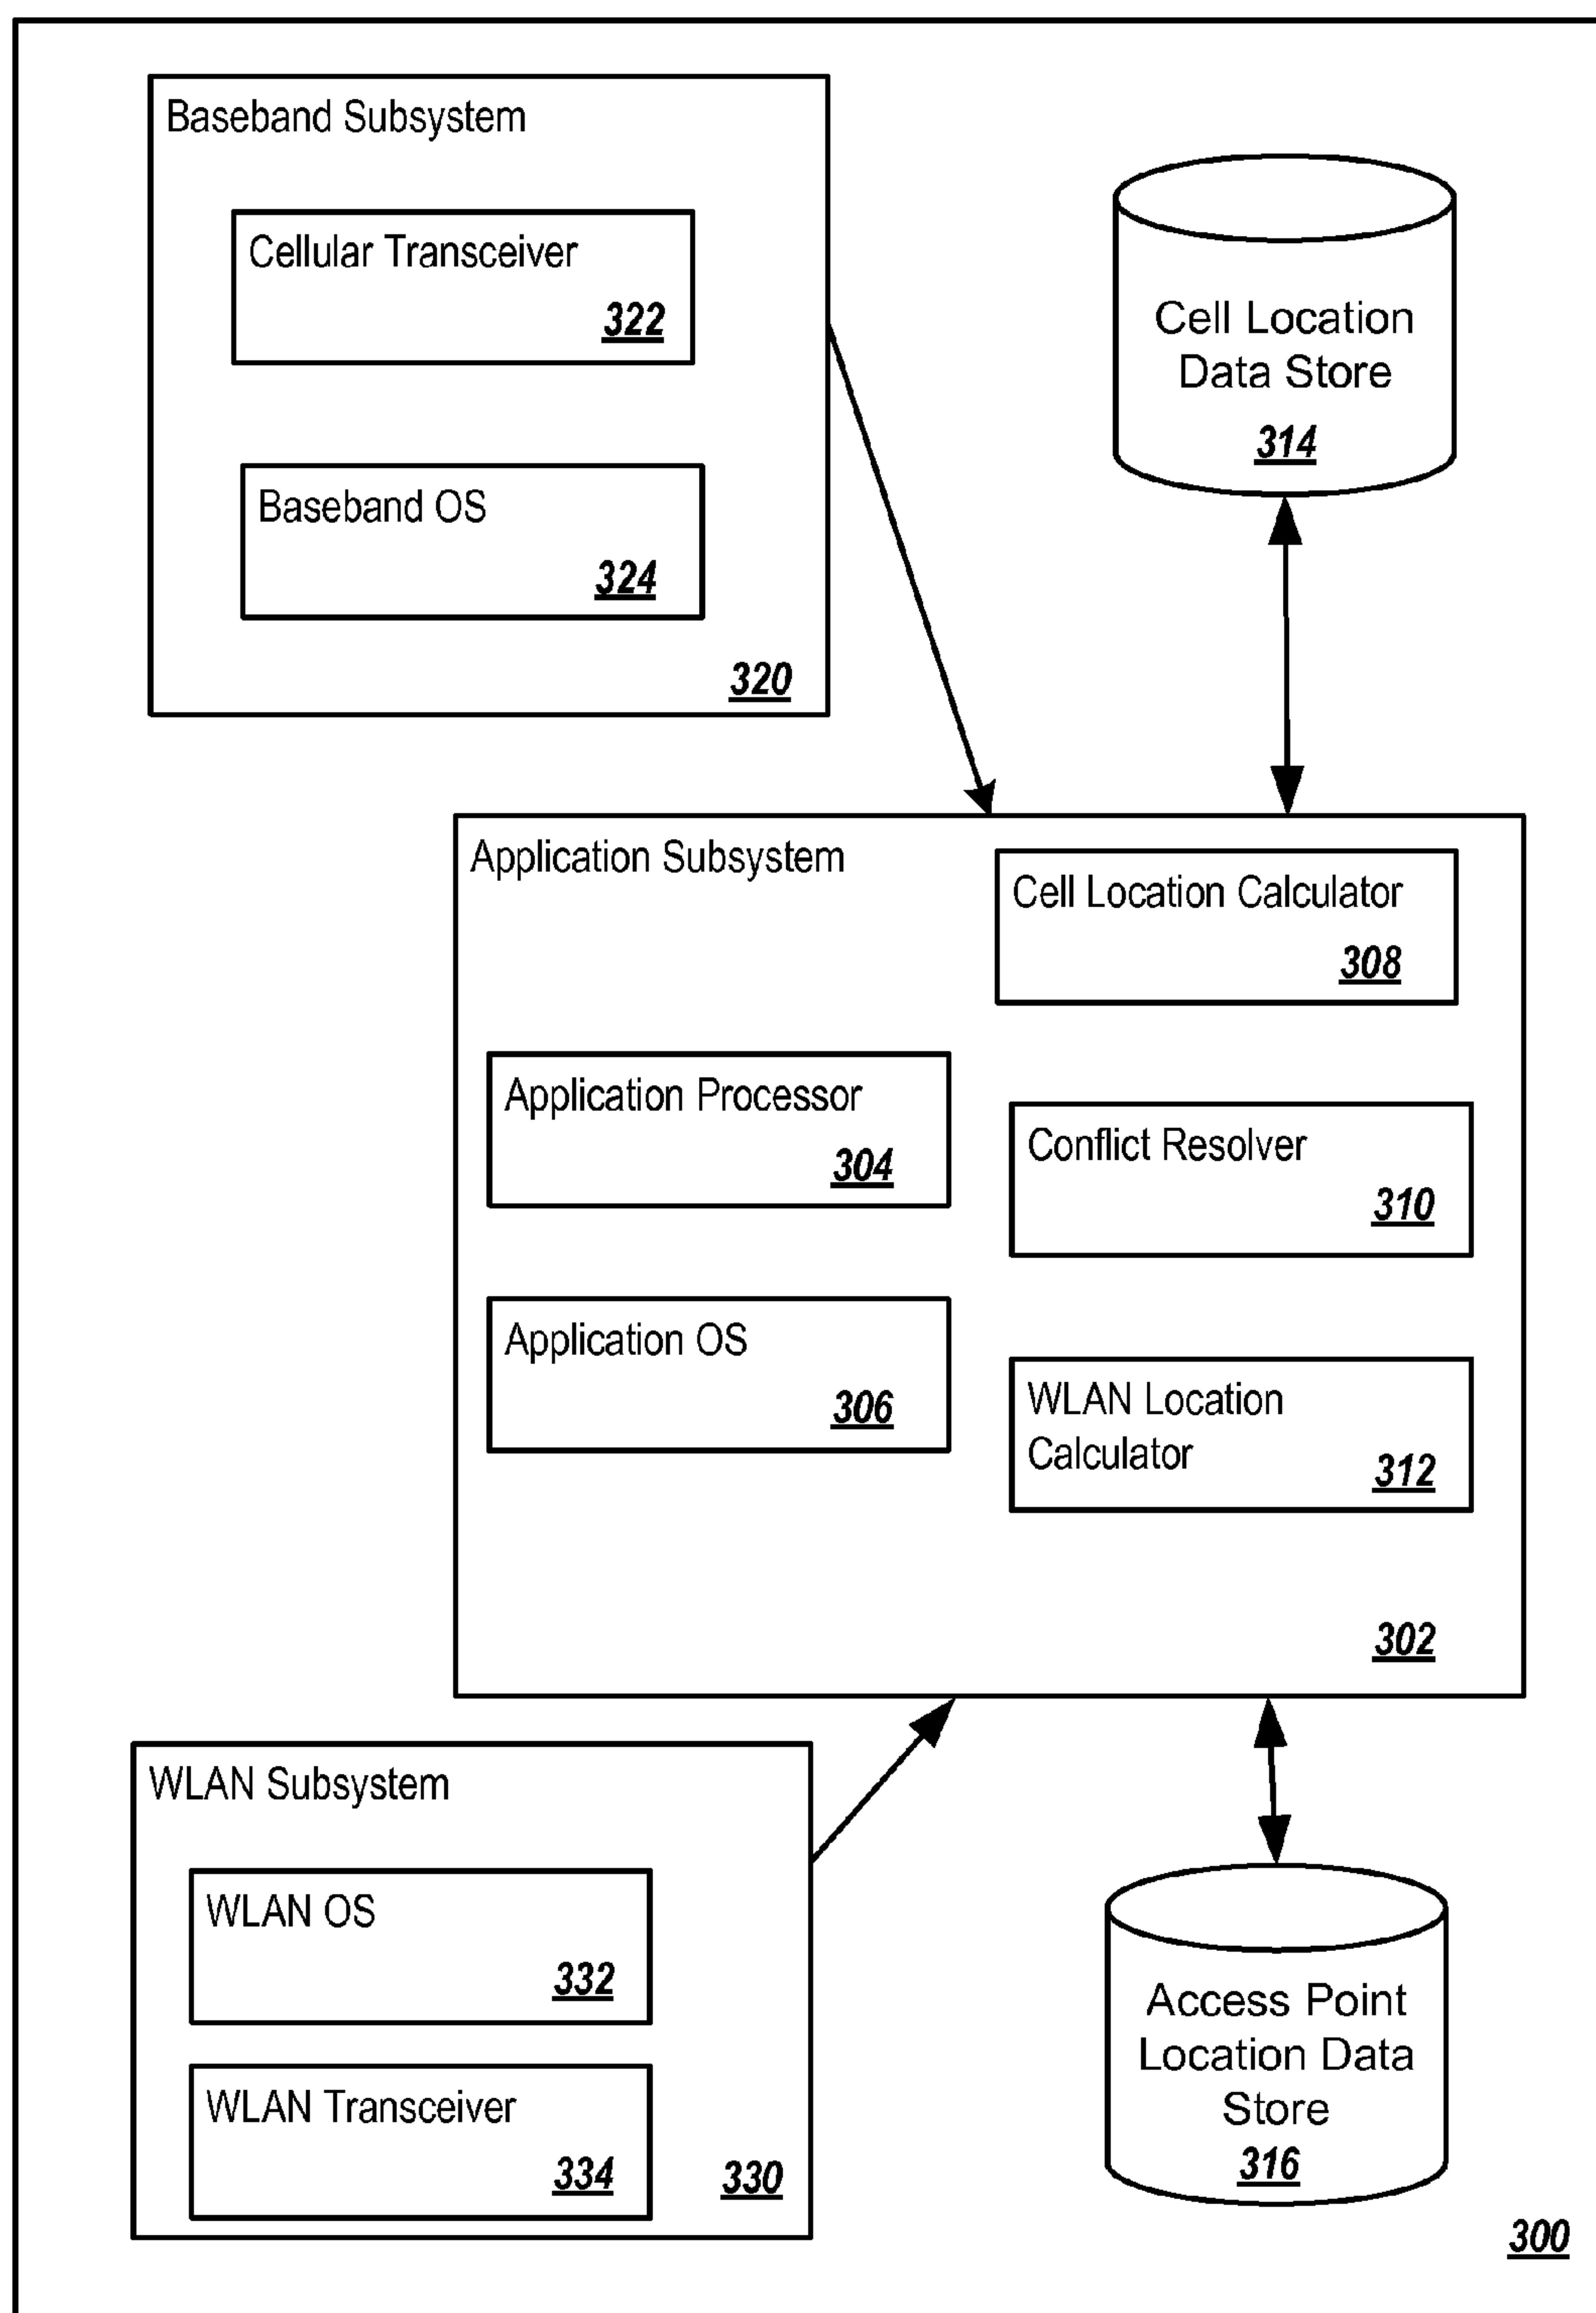 Baseband Subsystem
Cellular Transceiver
322
Baseband OS
324
320
Cell Location
Data Store
314
Application Subsystem
Cell Location Calculator
308
Application Processor
304
Conflict Resolver
310
Application OS
306
WLAN Location
Calculator
312
302
WLAN Subsystem
WLAN OS
332
WLAN Transceiver
334
330
Access Point
Location Data
Store
316
300